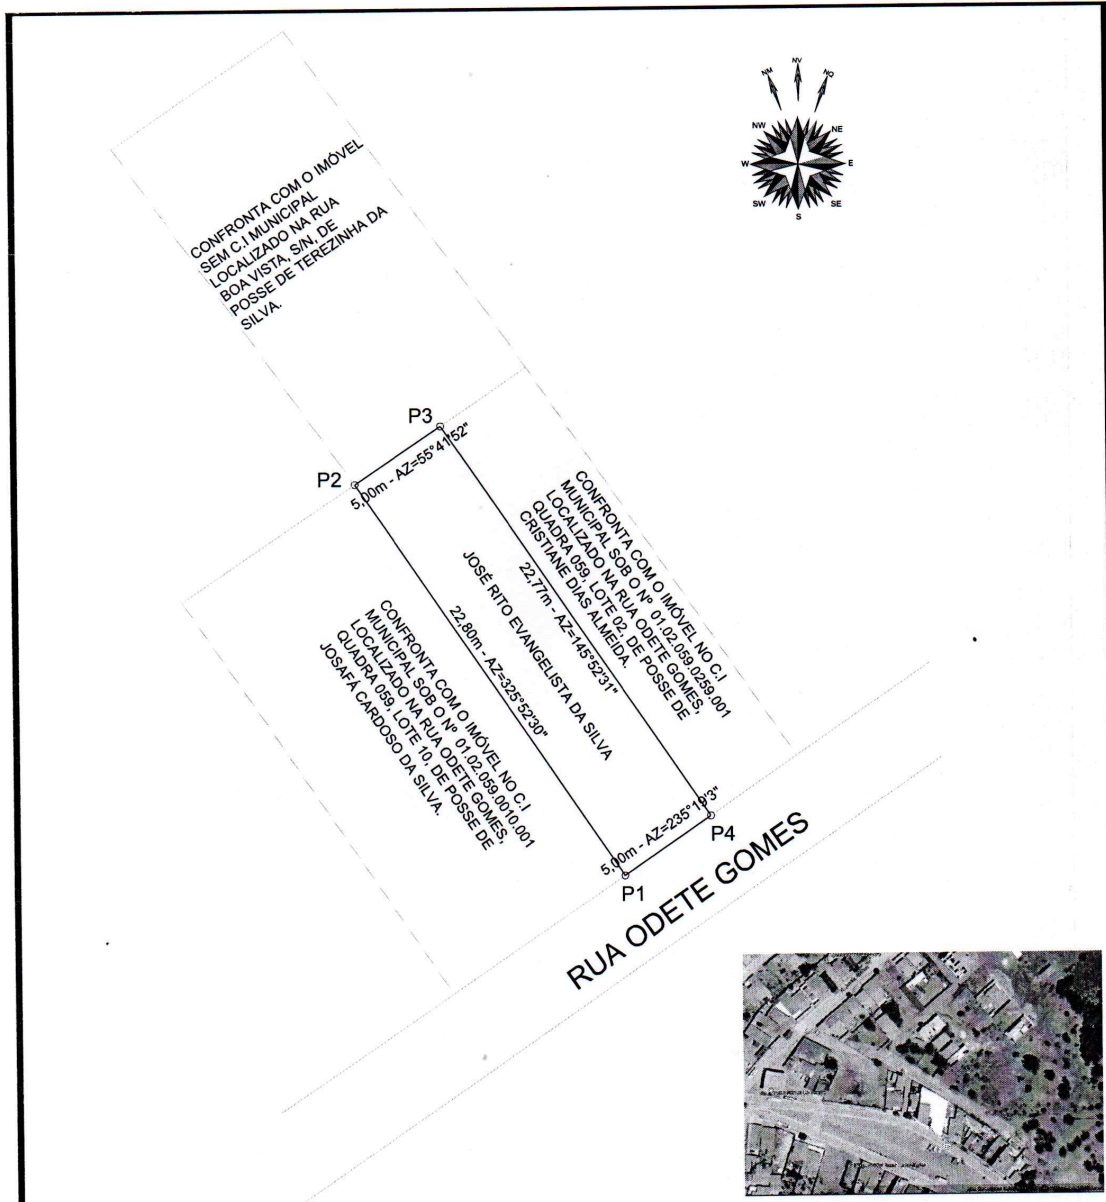 NM
NV
NQ
NW
NE
W
E
SW
SE
S
CONFRONTA COM O IMÓVEL
SEM C.I MUNICIPAL
LOCALIZADO NA RUA
BOA VISTA, S/N, DE
POSSE DE TEREZINHA DA
SILVA.
P3
P2
5,00m - AZ=55°41'52"
CONFRONTA COM O IMÓVEL NO C.I
MUNICIPAL SOB O Nº 01.02.059.0259.001
LOCALIZADO NA RUA ODETE GOMES,
QUADRA 059, LOTE 02, DE POSSE DE
CRISTIANE DIAS ALMEIDA.
22,77m - AZ=145°52'31"
JOSÉ RITO EVANGELISTA DA SILVA
22,80m - AZ=325°52'30"
CONFRONTA COM O IMÓVEL NO C.I
MUNICIPAL SOB O Nº 01.02.059.0010.001
LOCALIZADO NA RUA ODETE GOMES,
QUADRA 059, LOTE 10, DE POSSE DE
JOSAFÁ CARDOSO DA SILVA.
5,00m - AZ=235°19'3"
P4
P1
RUA ODETE GOMES